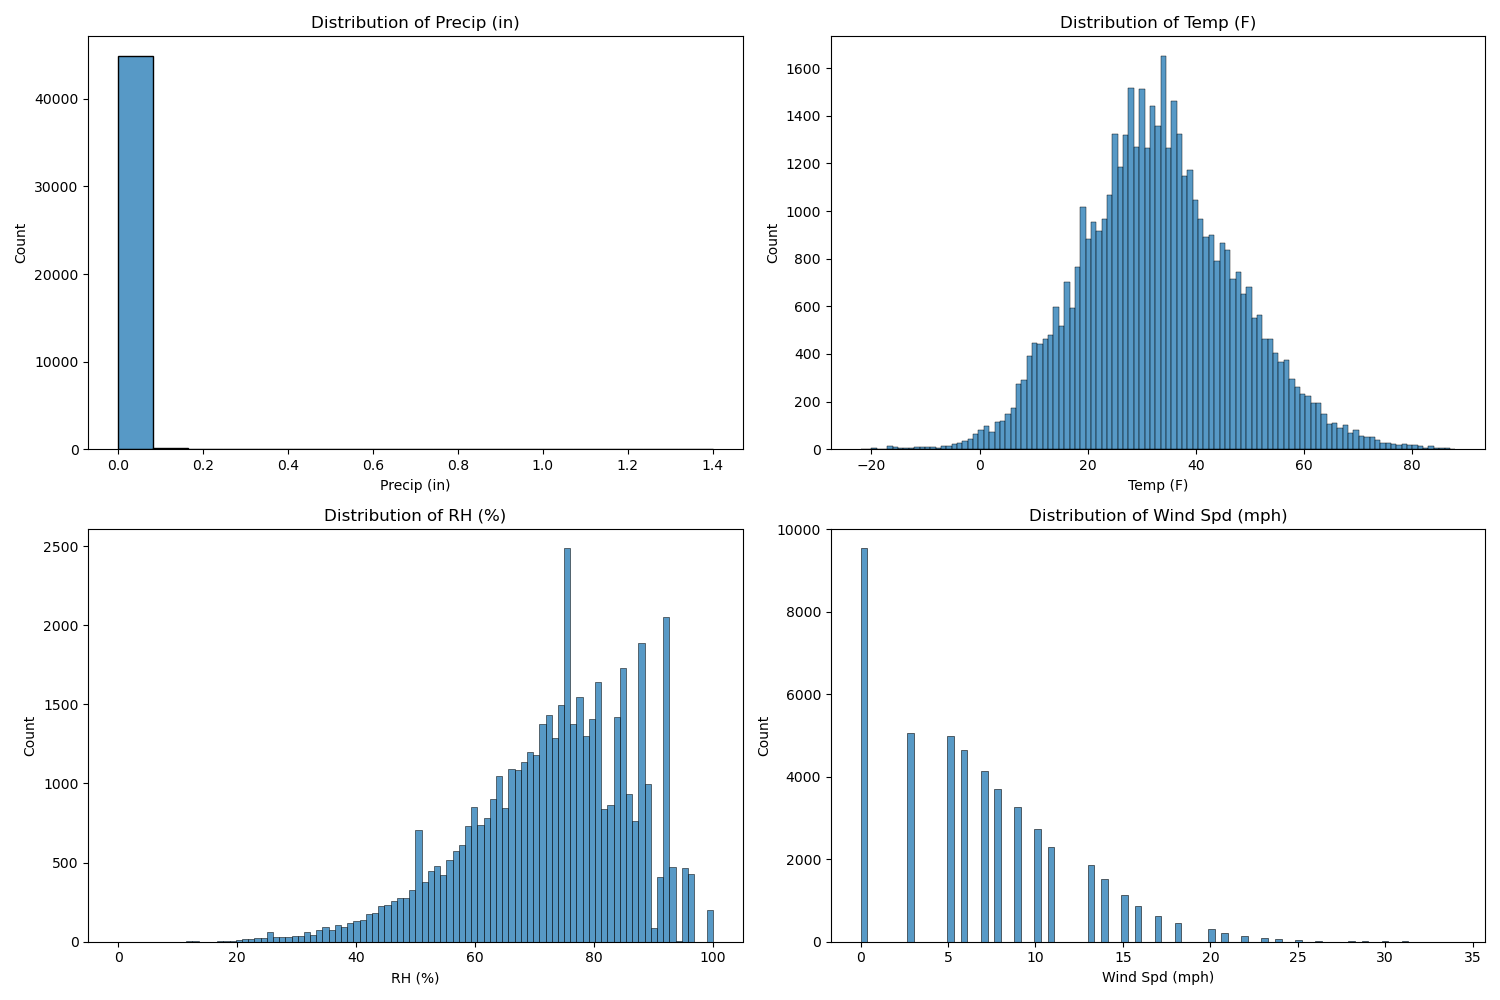 Distribution of Precip (in)
Count
40000
30000
20000
10000
0
0.0 0.2 0.4 0.6 0.8 1.0 1.2 1.4
Precip (in)
Distribution of Temp (F)
Count
1600
1400
1200
1000
800
600
400
200
0
−20 0 20 40 60 80
Temp (F)
Distribution of RH (%)
Count
2500
2000
1500
1000
500
0
0 20 40 60 80 100
RH (%)
Distribution of Wind Spd (mph)
Count
10000
8000
6000
4000
2000
0
0 5 10 15 20 25 30 35
Wind Spd (mph)